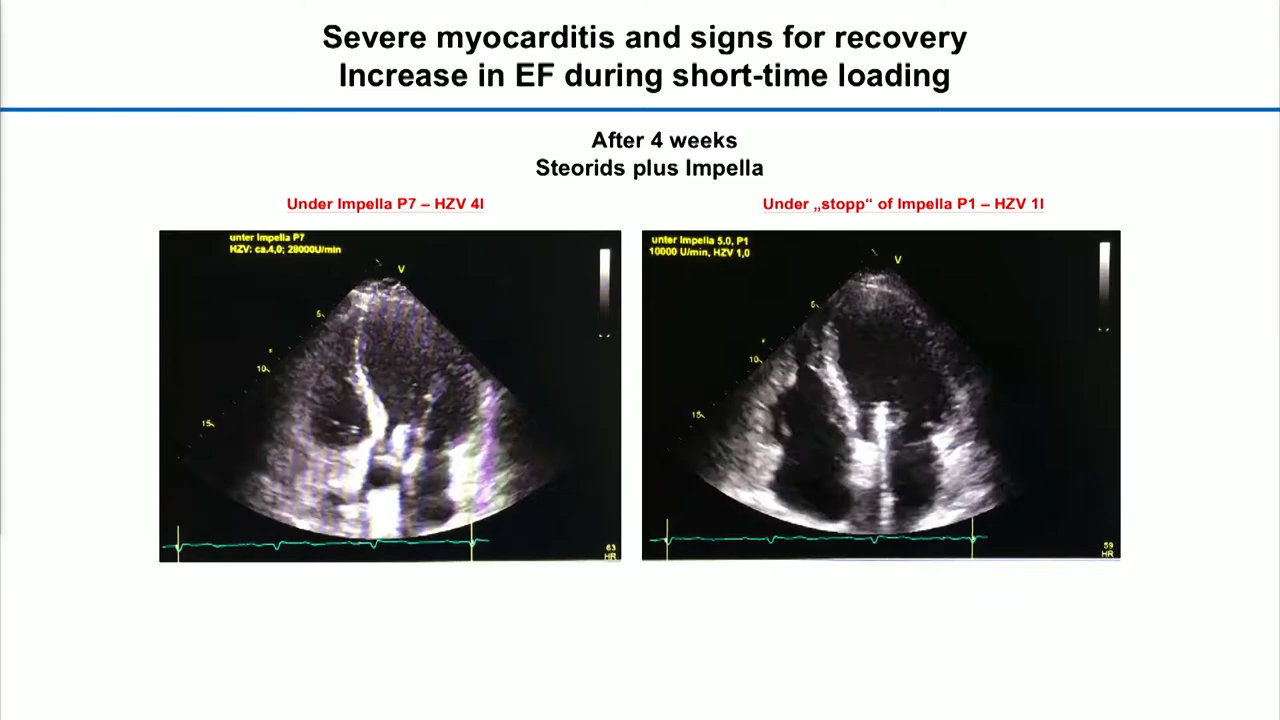 Severe myocarditis and signs for recovery
Increase in EF during short-time loading
After 4 weeks
Steorids plus Impella
Under Impella P7 – HZV 4l
Under „stopp“ of Impella P1 – HZV 1l
unter Impella P7
HZV: ca.4,0; 28000U/min
V
5
10
15
63
HR
unter Impella 5.0, P1
10000 U/min, HZV 1,0
V
5
10
15
59
HR